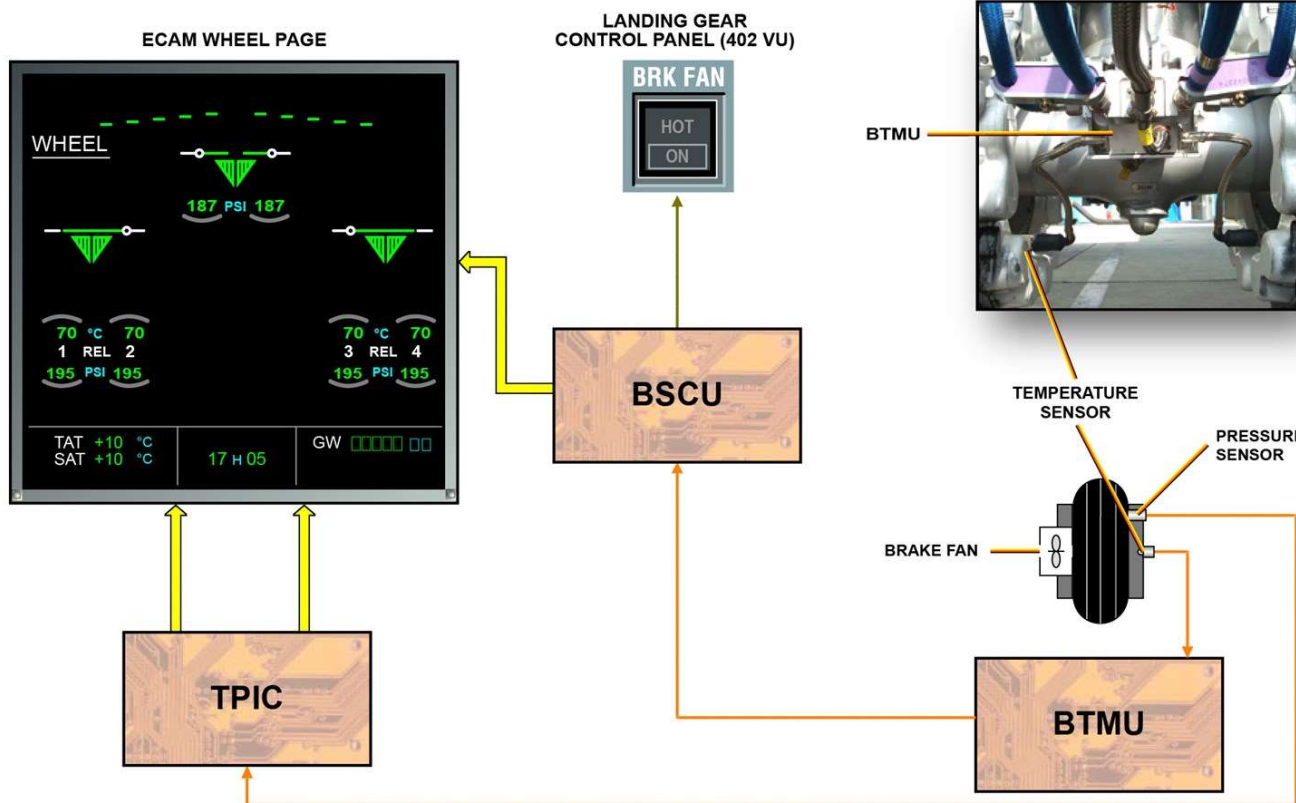 ECAM WHEEL PAGE
LANDING GEAR
CONTROL PANEL (402 VU)
BRK FAN
HOT
ON
WHEEL
187 PSI 187
70 °C 70
1 REL 2
195 PSI 195
70 °C 70
3 REL 4
195 PSI 195
TAT +10 °C
SAT +10 °C
17 H 05
GW
BTMU
BSCU
TEMPERATURE
SENSOR
PRESSURE
SENSOR
BRAKE FAN
TPIC
BTMU